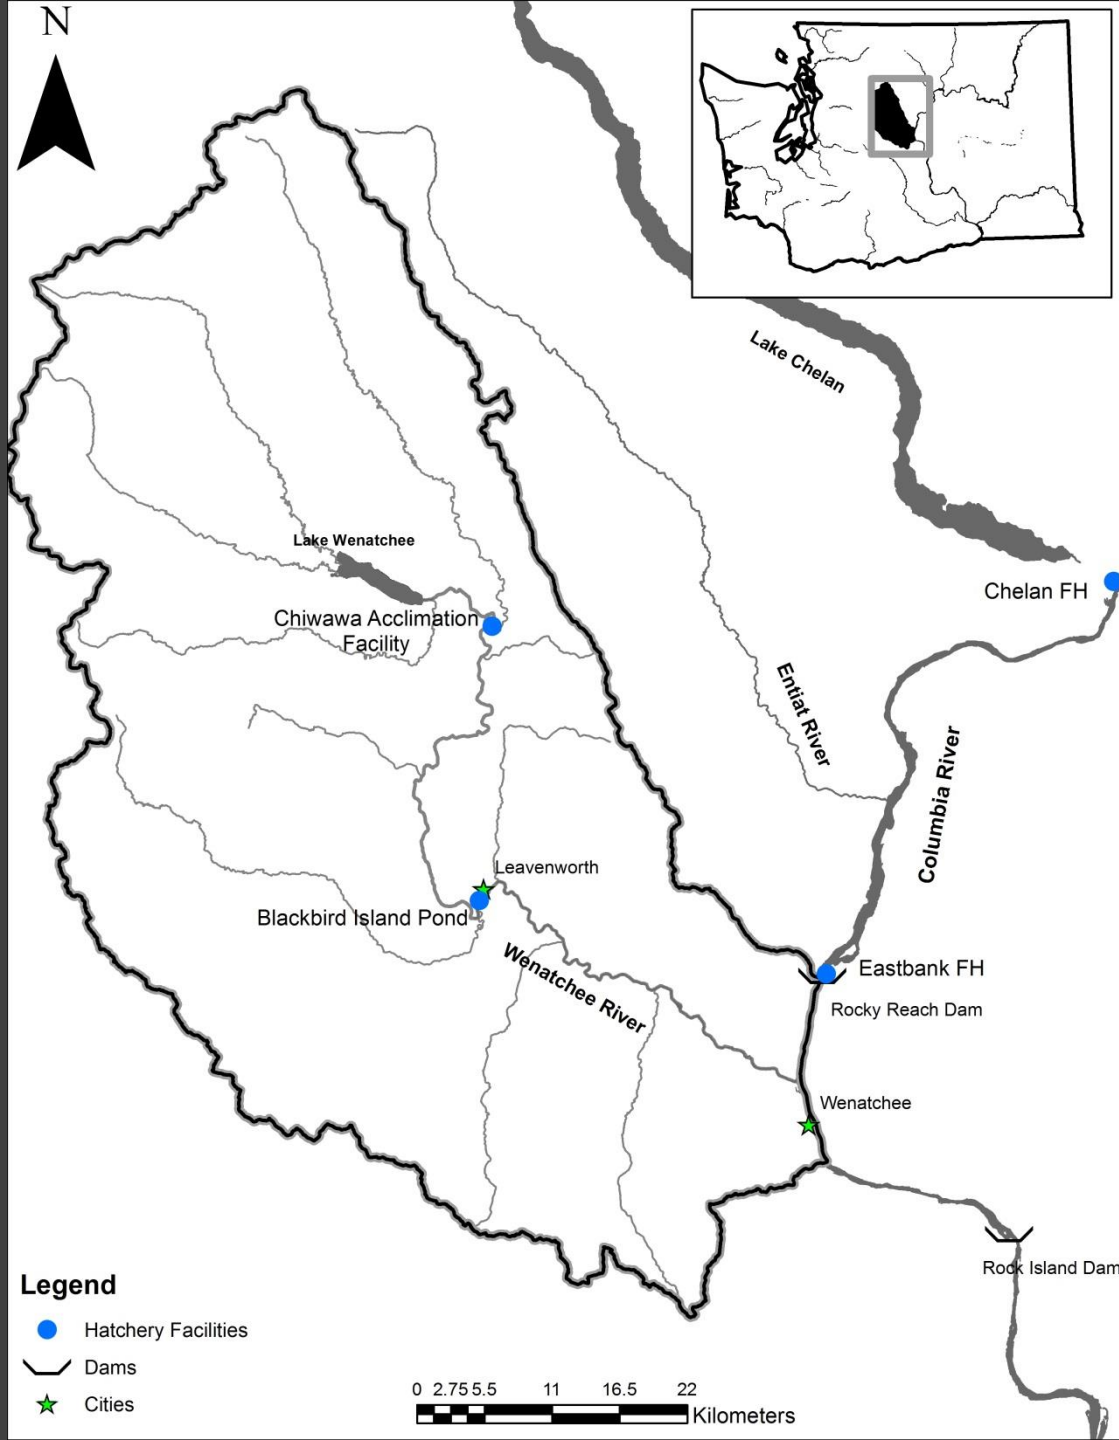 N
Lake Chelan
Lake Wenatchee
Chelan FH
Chiwawa Acclimation
Facility
Entiat River
Columbia River
Leavenworth
Blackbird Island Pond
Wenatchee River
Eastbank FH
Rocky Reach Dam
Wenatchee
Rock Island Dam
Legend
Hatchery Facilities
Dams
Cities
0 2.75 5.5 11 16.5 22
Kilometers